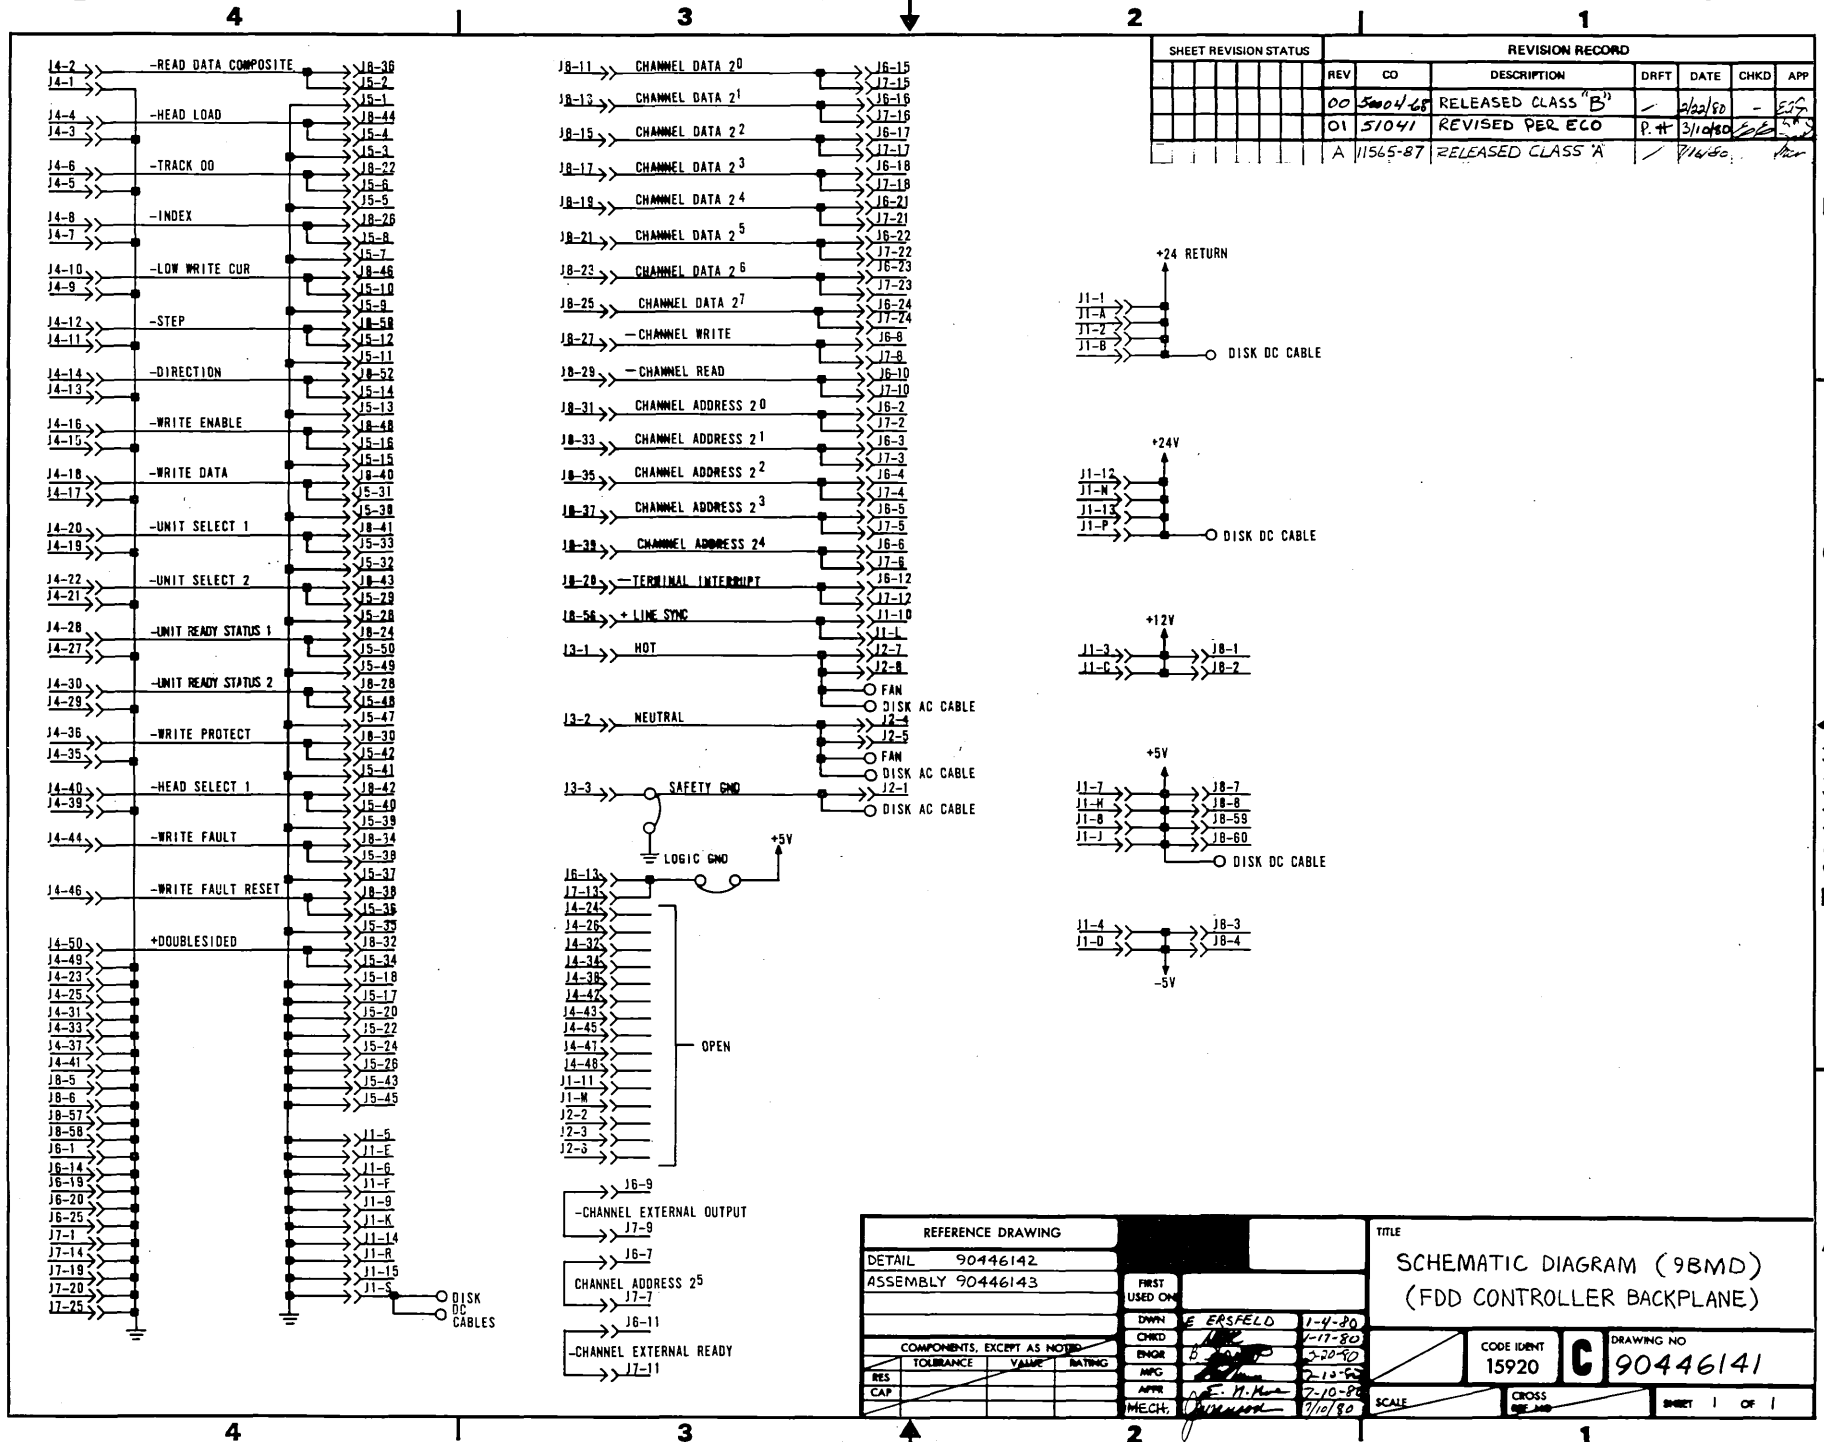 4 3 2 1
SHEET REVISION STATUS
REVISION RECORD
REV CO DESCRIPTION DRFT DATE CHKD APP
00 RELEASED CLASS "B" 2/22/80 -
01 51041 REVISED PER ECO P.H 3/10/80
A 11565-87 RELEASED CLASS 'A' 7/16/80
J4-2 -READ DATA COMPOSITE J8-36
J4-1 J5-2
J5-1
J4-4 -HEAD LOAD J8-44
J4-3 J5-4
J5-3
J4-6 -TRACK 00 J8-22
J4-5 J5-6
J5-5
J4-8 -INDEX J8-26
J4-7 J5-8
J5-7
J4-10 -LOW WRITE CUR J8-46
J4-9 J5-10
J5-9
J4-12 -STEP J8-50
J4-11 J5-12
J5-11
J4-14 -DIRECTION J8-52
J4-13 J5-14
J5-13
J4-16 -WRITE ENABLE J8-48
J4-15 J5-16
J5-15
J4-18 -WRITE DATA J8-40
J4-17 J5-31
J5-30
J4-20 -UNIT SELECT 1 J8-41
J4-19 J5-33
J5-32
J4-22 -UNIT SELECT 2 J8-43
J4-21 J5-29
J5-28
J4-28 -UNIT READY STATUS 1 J8-24
J4-27 J5-50
J5-49
J4-30 -UNIT READY STATUS 2 J8-28
J4-29 J5-48
J5-47
J4-36 -WRITE PROTECT J8-30
J4-35 J5-42
J5-41
J4-40 -HEAD SELECT 1 J8-42
J4-39 J5-40
J5-39
J4-44 -WRITE FAULT J8-34
J5-38
J5-37
J4-46 -WRITE FAULT RESET J8-38
J5-36
J5-35
J4-50 +DOUBLESIDED J8-32
J4-49 J5-34
J4-23 J5-18
J4-25 J5-17
J4-31 J5-20
J4-33 J5-22
J4-37 J5-24
J4-41 J5-26
J8-5 J5-43
J8-6 J5-45
J8-57
J8-58 J1-5
J6-1 J1-E
J6-14 J1-6
J6-19 J1-F
J6-20 J1-9
J6-25 J1-K
J7-1 J1-14
J7-14 J1-R
J7-19 J1-15
J7-20 J1-S DISK
J7-25 DC
CABLES
J8-11 CHANNEL DATA 2⁰ J6-15
J7-15
J8-13 CHANNEL DATA 2¹ J6-16
J7-16
J8-15 CHANNEL DATA 2² J6-17
J7-17
J8-17 CHANNEL DATA 2³ J6-18
J7-18
J8-19 CHANNEL DATA 2⁴ J6-21
J7-21
J8-21 CHANNEL DATA 2⁵ J6-22
J7-22
J8-23 CHANNEL DATA 2⁶ J6-23
J7-23
J8-25 CHANNEL DATA 2⁷ J6-24
J7-24
J8-27 -CHANNEL WRITE J6-8
J7-8
J8-29 -CHANNEL READ J6-10
J7-10
J8-31 CHANNEL ADDRESS 2⁰ J6-2
J7-2
J8-33 CHANNEL ADDRESS 2¹ J6-3
J7-3
J8-35 CHANNEL ADDRESS 2² J6-4
J7-4
J8-37 CHANNEL ADDRESS 2³ J6-5
J7-5
J8-39 CHANNEL ADDRESS 2⁴ J6-6
J7-6
J8-20 -TERMINAL INTERRUPT J6-12
J7-12
J8-56 + LINE SYNC J1-10
J1-L
J3-1 HOT J2-7
J2-8
FAN
DISK AC CABLE
J3-2 NEUTRAL J2-4
J2-5
FAN
DISK AC CABLE
J3-3 SAFETY GND J2-1
DISK AC CABLE
LOGIC GND +5V
J6-13
J7-13
J4-24
J4-26
J4-32
J4-34
J4-38
J4-42
J4-43
J4-45
J4-47 OPEN
J4-48
J1-11
J1-M
J2-2
J2-3
J2-6
J6-9
-CHANNEL EXTERNAL OUTPUT
J7-9
J6-7
CHANNEL ADDRESS 2⁵
J7-7
J6-11
-CHANNEL EXTERNAL READY
J7-11
+24 RETURN
J1-1
J1-A
J1-2
J1-B DISK DC CABLE
+24V
J1-12
J1-N
J1-13
J1-P DISK DC CABLE
+12V
J1-3 J8-1
J1-C J8-2
+5V
J1-7 J8-7
J1-H J8-8
J1-8 J8-59
J1-J J8-60
DISK DC CABLE
J1-4 J8-3
J1-D J8-4
-5V
REFERENCE DRAWING
DETAIL 90446142
ASSEMBLY 90446143
COMPONENTS, EXCEPT AS NOTED
TOLERANCE VALUE RATING
RES
CAP
FIRST
USED ON
DWN E ERSFELD 1-4-80
CHKD 1-17-80
ENGR
MFG
APPR
MECH. 7/10/80
TITLE
SCHEMATIC DIAGRAM (9BMD)
(FDD CONTROLLER BACKPLANE)
CODE IDENT
15920
C
DRAWING NO
90446141
SCALE
CROSS
REF. NO
SHEET 1 OF 1
4 3 2 1